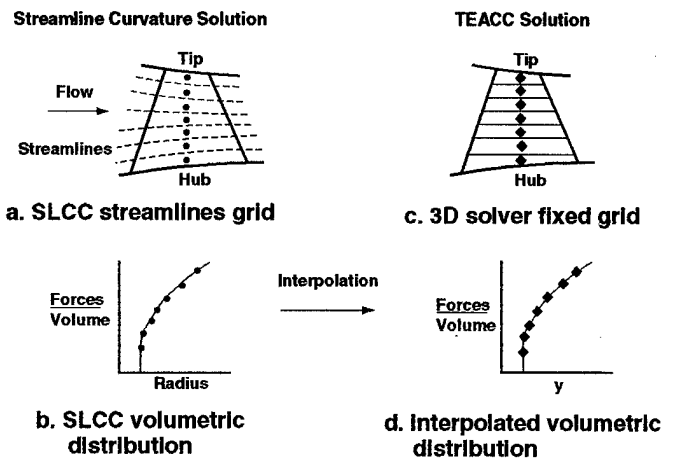 Streamline Curvature Solution
TEACC Solution
Tip
Flow
Streamlines
Hub
Tip
Hub
a. SLCC streamlines grid
c. 3D solver fixed grid
Forces
Volume
Radius
Interpolation
Forces
Volume
y
b. SLCC volumetric
distribution
d. Interpolated volumetric
distribution